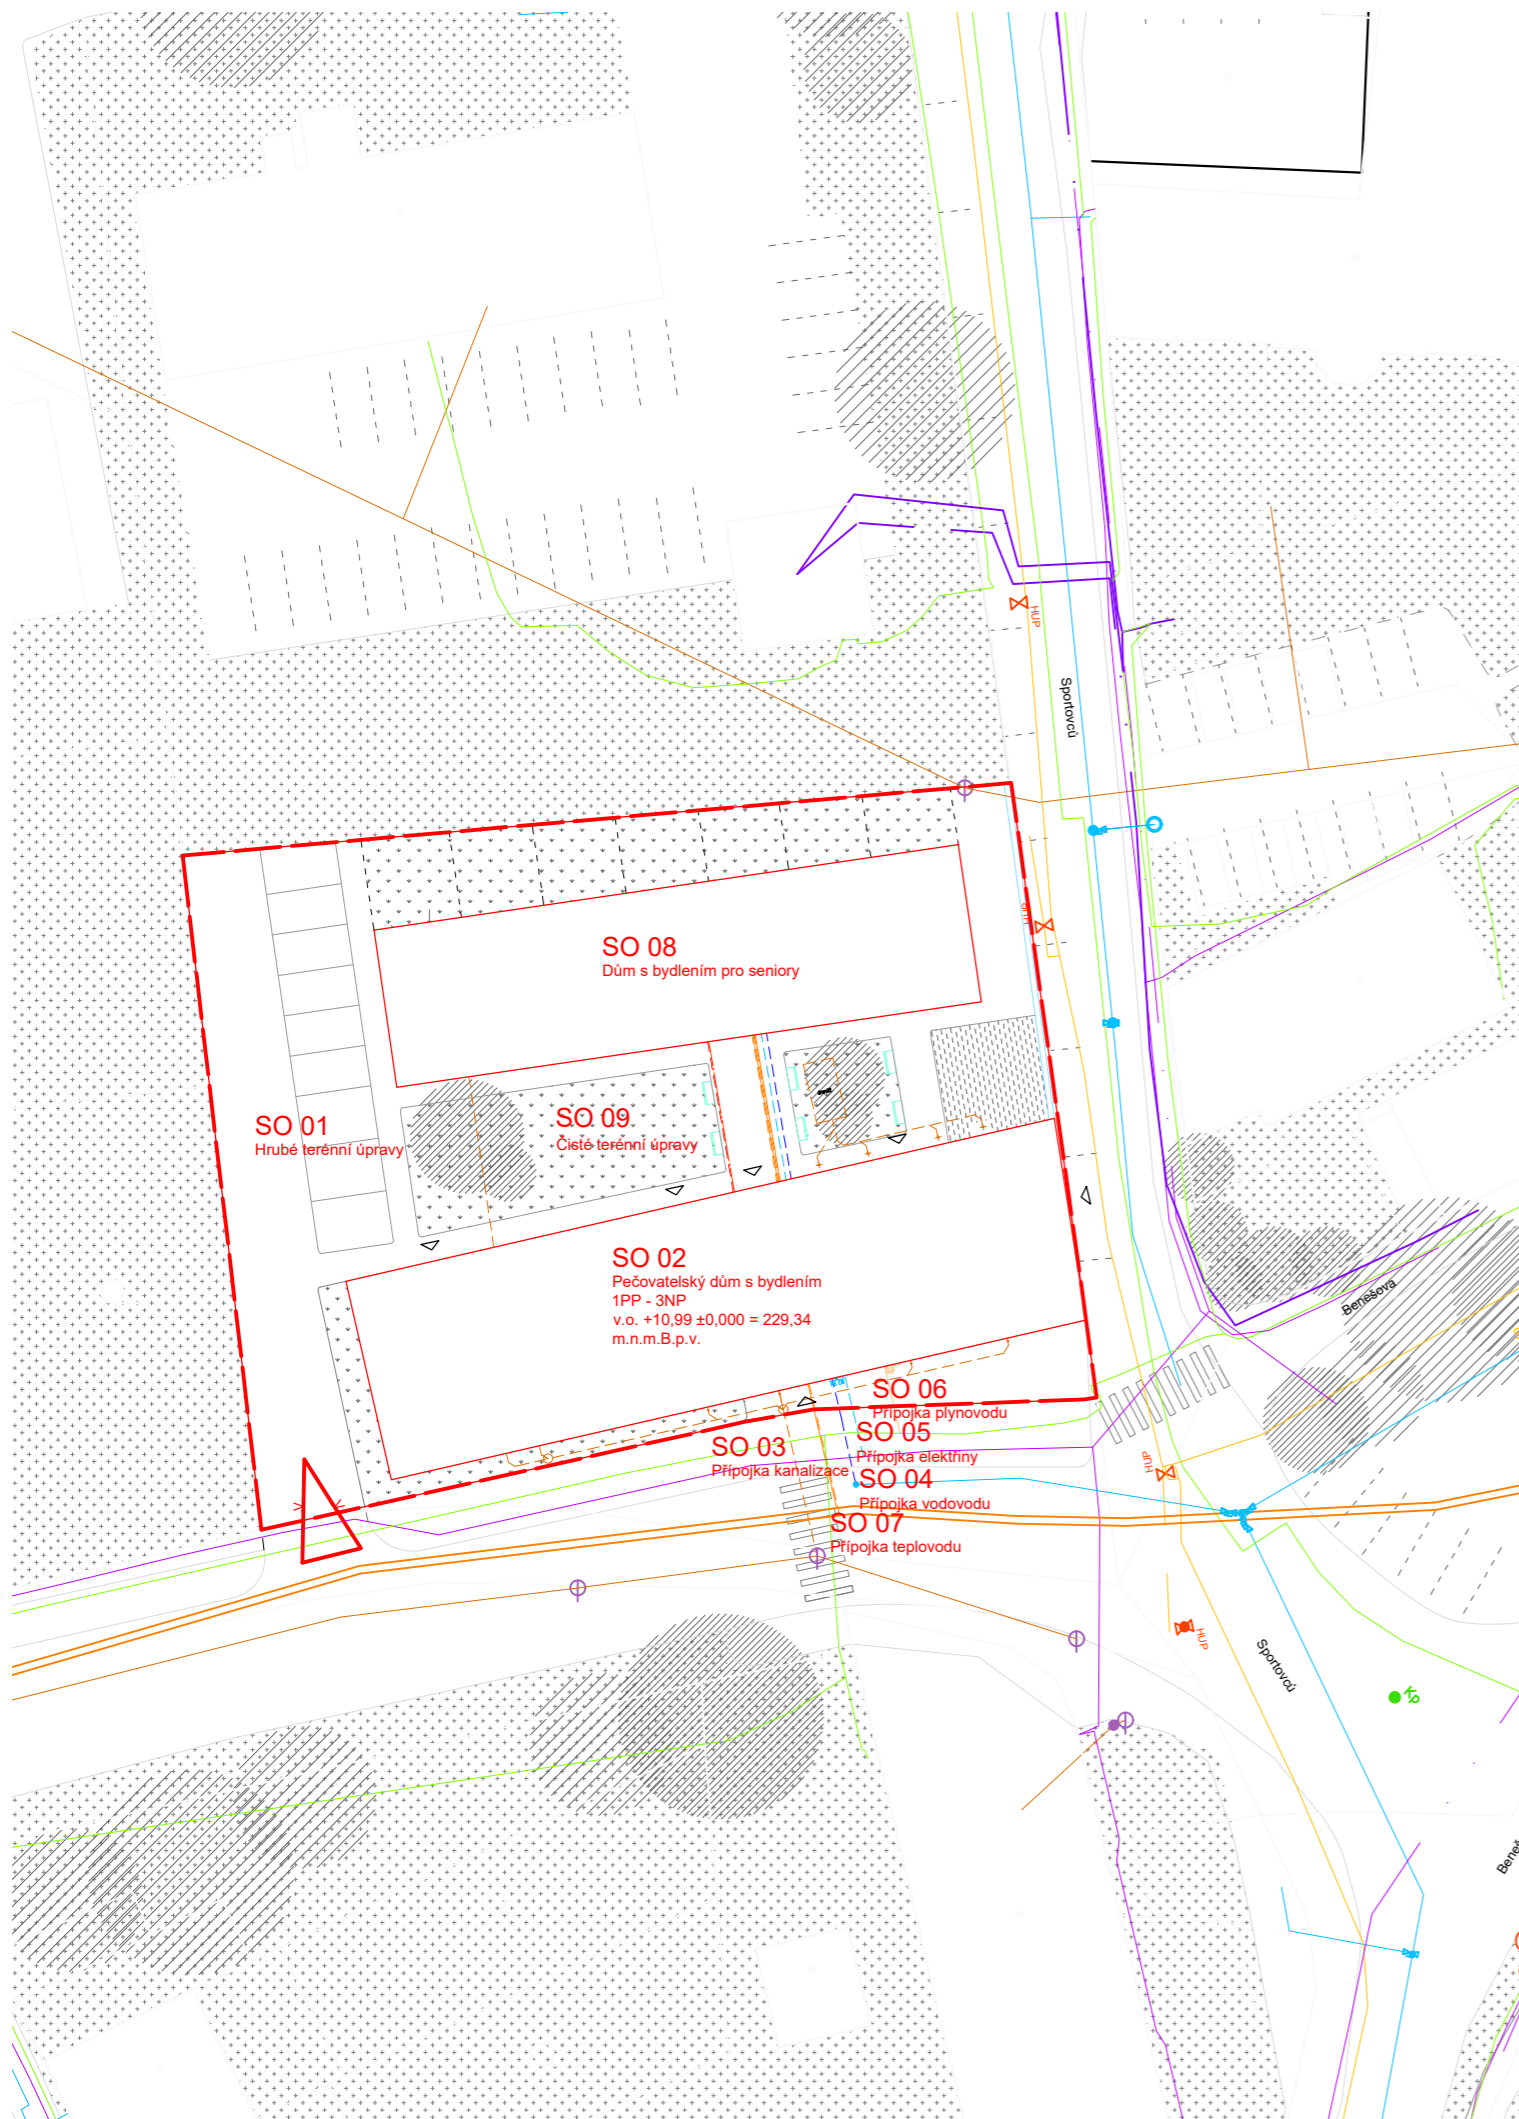 HUP
Sportovců
HUP
SO 08
Dům s bydlením pro seniory
SO 01
Hrubé terénní úpravy
SO 09
Čisté terénní úpravy
SO 02
Pečovatelský dům s bydlením
1PP - 3NP
v.o. +10,99 ±0,000 = 229,34
m.n.m.B.p.v.
Benešova
SO 06
Přípojka plynovodu
SO 05
Přípojka elektřiny
SO 03
Přípojka kanalizace
SO 04
Přípojka vodovodu
SO 07
Přípojka teplovodu
HUP
HUP
Sportovců
Beneš